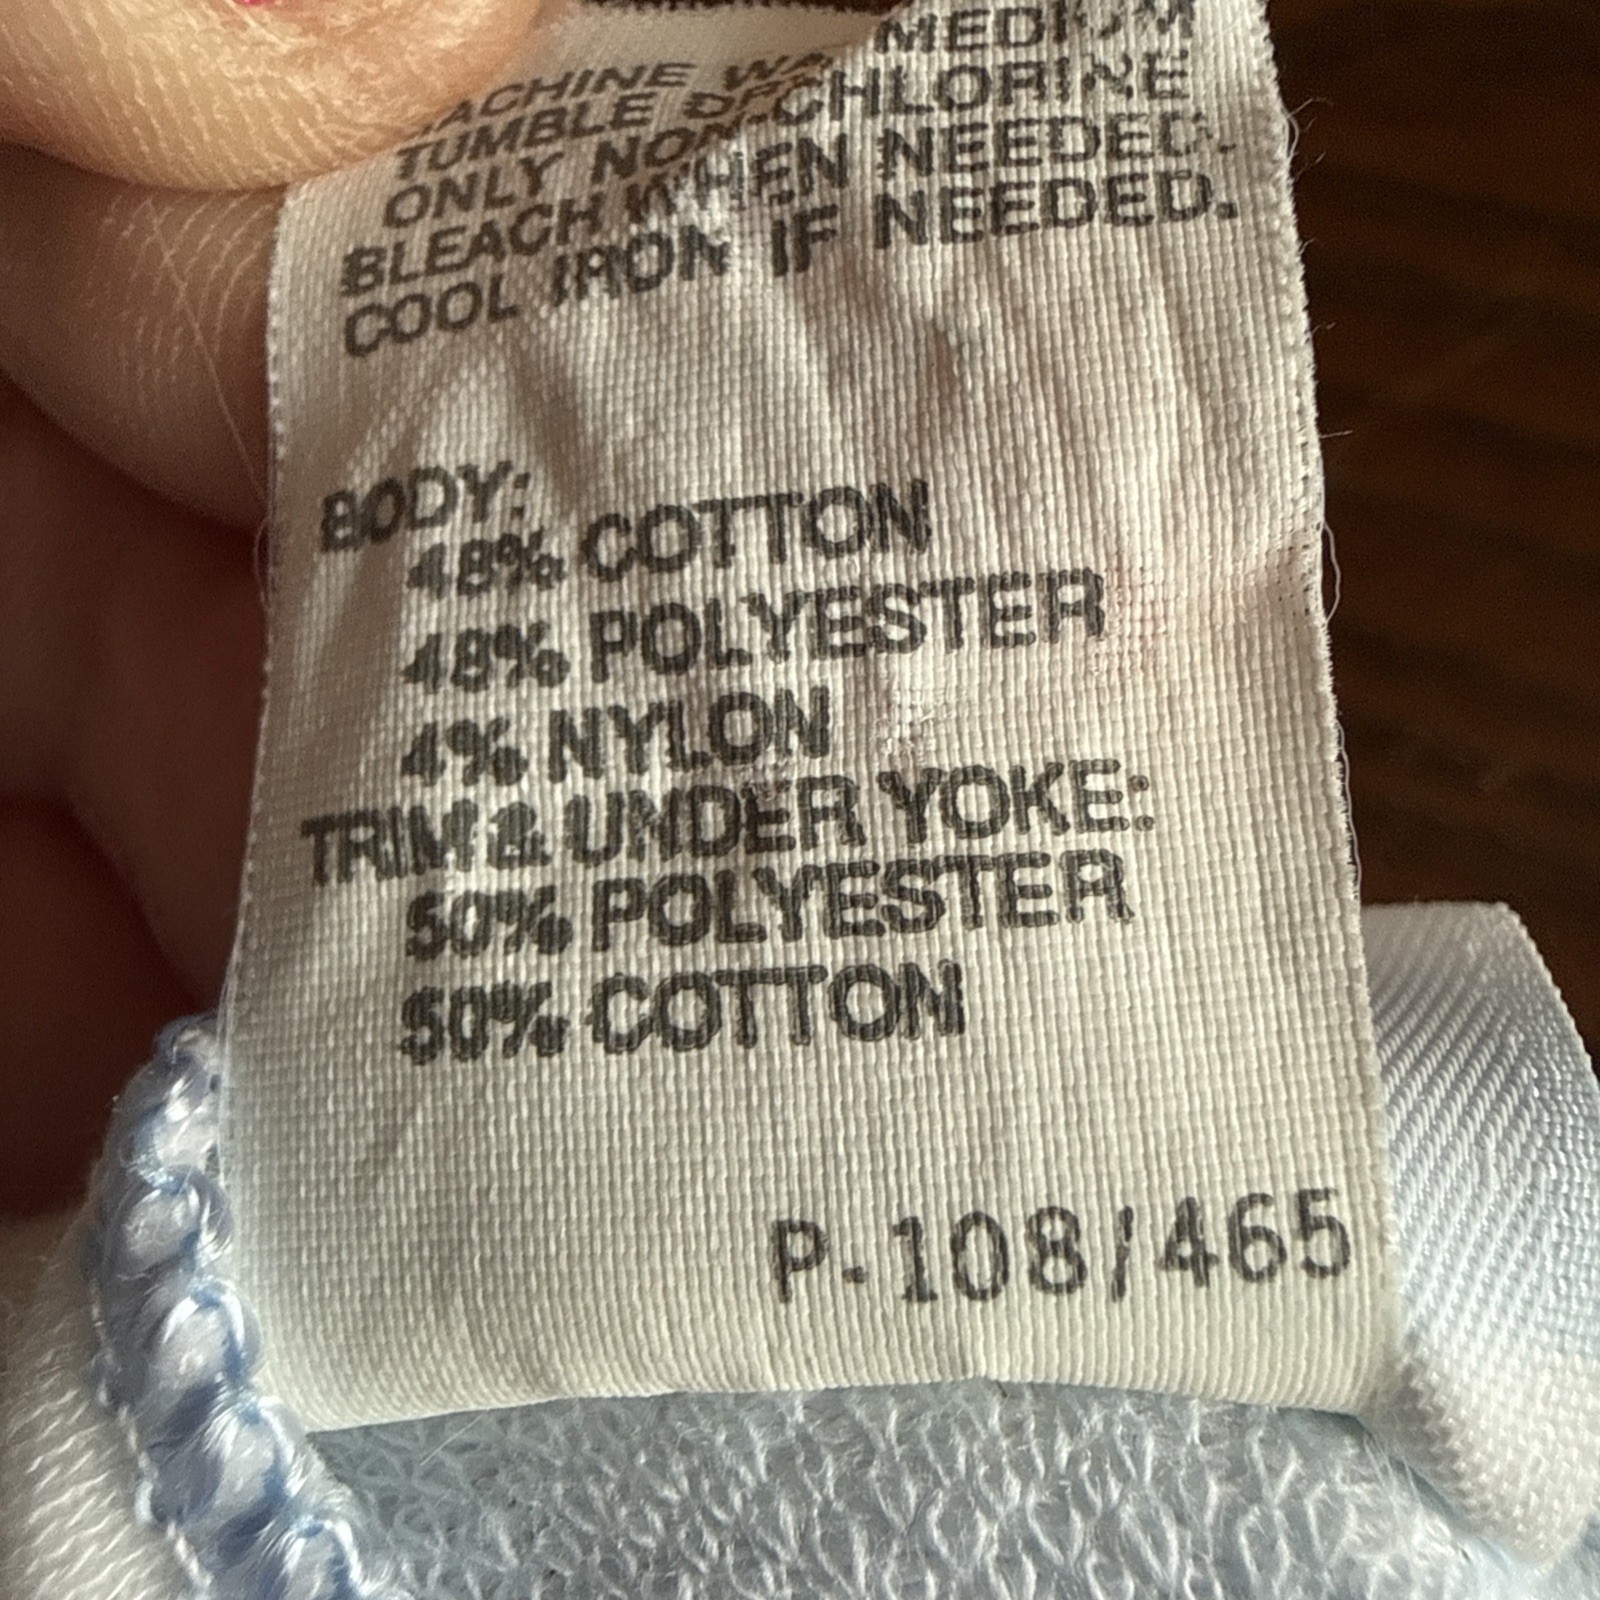 MEDIUM
TUMBLE
ONLY NON-CHLORINE
BLEACH WHEN NEEDED.
COOL IRON IF NEEDED.
BODY:
48% COTTON
48% POLYESTER
4% NYLON
TRIM & UNDER YOKE:
50% POLYESTER
50% COTTON
P-108/465